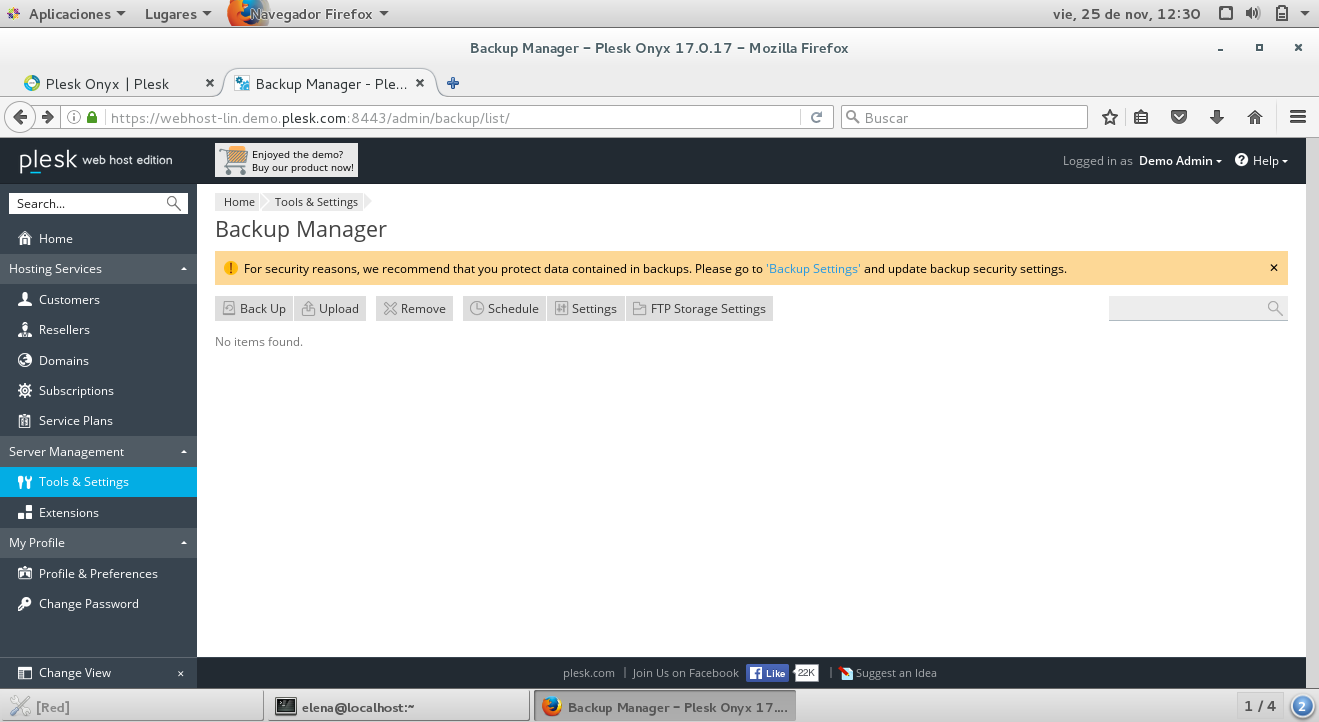 Aplicaciones Lugares Navegador Firefox vie, 25 de nov, 12:30
Backup Manager - Plesk Onyx 17.0.17 - Mozilla Firefox
Plesk Onyx | Plesk Backup Manager - Ple...
https://webhost-lin.demo.plesk.com:8443/admin/backup/list/ Buscar
plesk web host edition
Enjoyed the demo?
Buy our product now!
Logged in as Demo Admin Help
Search...
Home
Hosting Services
Customers
Resellers
Domains
Subscriptions
Service Plans
Server Management
Tools & Settings
Extensions
My Profile
Profile & Preferences
Change Password
Change View
Home Tools & Settings
Backup Manager
For security reasons, we recommend that you protect data contained in backups. Please go to 'Backup Settings' and update backup security settings.
Back Up Upload Remove Schedule Settings FTP Storage Settings
No items found.
plesk.com | Join Us on Facebook Like 22K | Suggest an Idea
[Red] elena@localhost:~ Backup Manager - Plesk Onyx 17.... 1 / 4 2